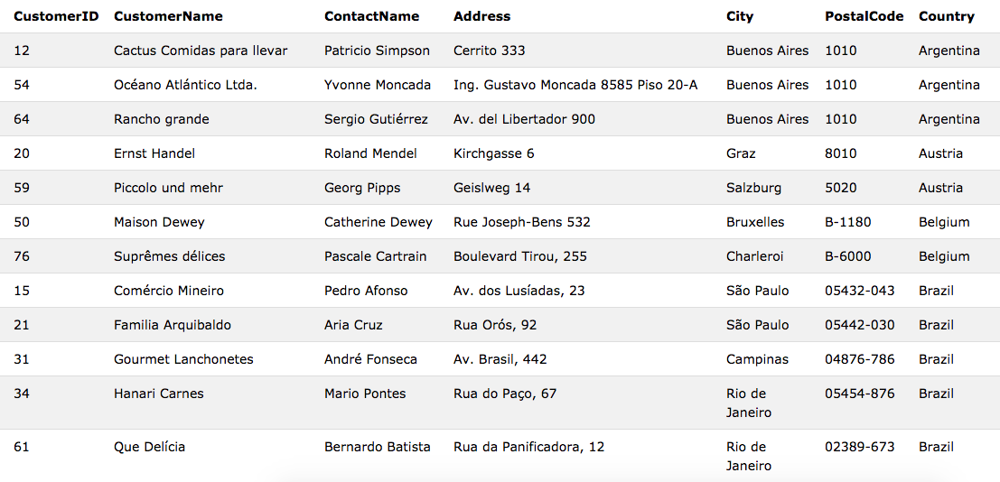 CustomerID CustomerName ContactName Address City PostalCode Country
12 Cactus Comidas para llevar Patricio Simpson Cerrito 333 Buenos Aires 1010 Argentina
54 Océano Atlántico Ltda. Yvonne Moncada Ing. Gustavo Moncada 8585 Piso 20-A Buenos Aires 1010 Argentina
64 Rancho grande Sergio Gutiérrez Av. del Libertador 900 Buenos Aires 1010 Argentina
20 Ernst Handel Roland Mendel Kirchgasse 6 Graz 8010 Austria
59 Piccolo und mehr Georg Pipps Geislweg 14 Salzburg 5020 Austria
50 Maison Dewey Catherine Dewey Rue Joseph-Bens 532 Bruxelles B-1180 Belgium
76 Suprêmes délices Pascale Cartrain Boulevard Tirou, 255 Charleroi B-6000 Belgium
15 Comércio Mineiro Pedro Afonso Av. dos Lusíadas, 23 São Paulo 05432-043 Brazil
21 Familia Arquibaldo Aria Cruz Rua Orós, 92 São Paulo 05442-030 Brazil
31 Gourmet Lanchonetes André Fonseca Av. Brasil, 442 Campinas 04876-786 Brazil
34 Hanari Carnes Mario Pontes Rua do Paço, 67 Rio de 05454-876 Brazil
Janeiro
61 Que Delícia Bernardo Batista Rua da Panificadora, 12 Rio de 02389-673 Brazil
Janeiro